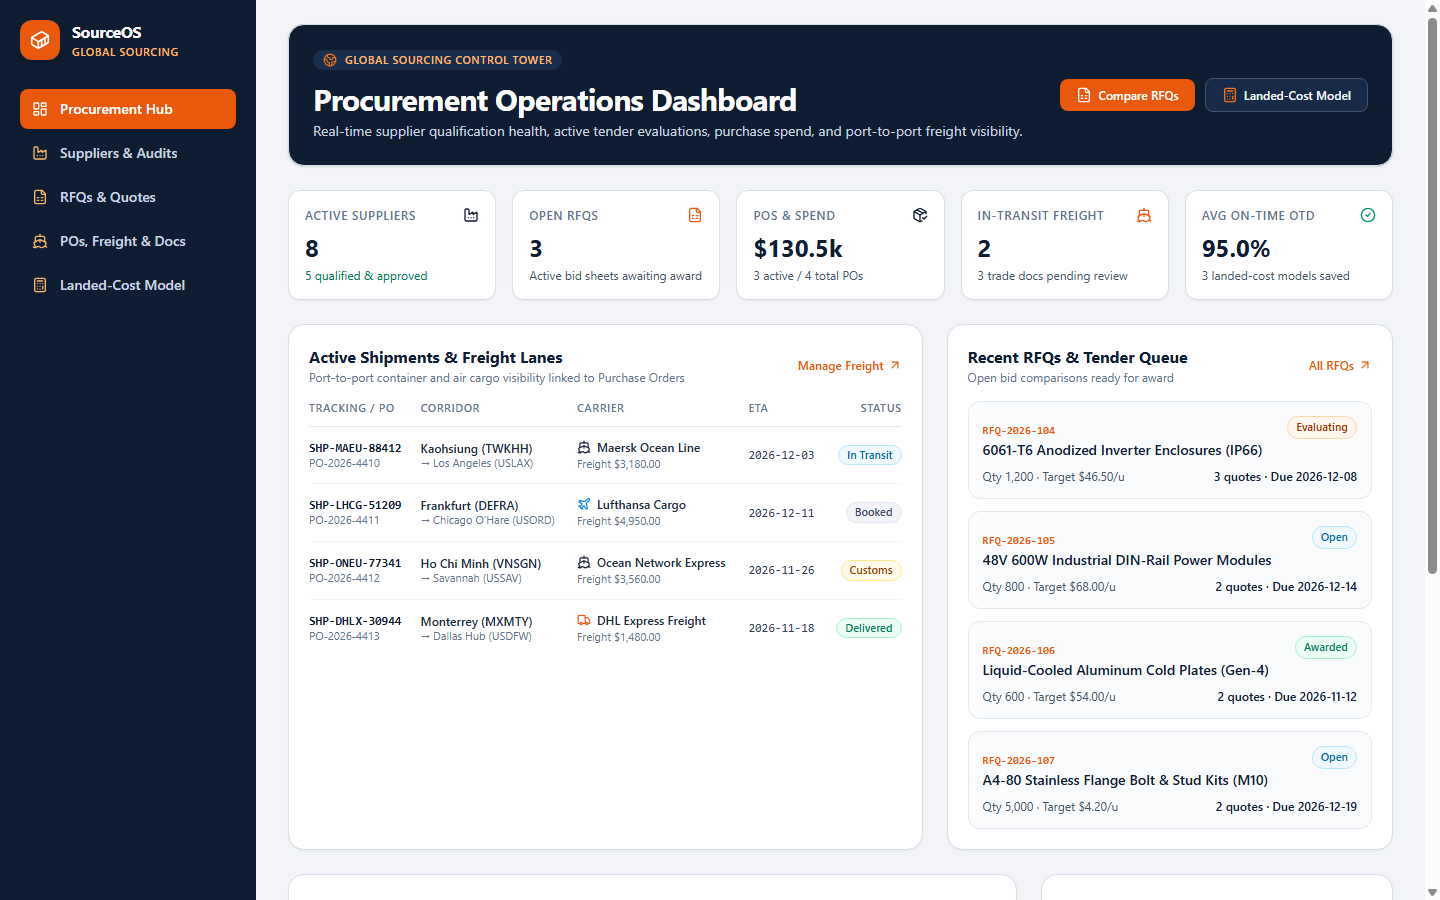 SourceOS
GLOBAL SOURCING
Procurement Hub
Suppliers & Audits
RFQs & Quotes
POs, Freight & Docs
Landed-Cost Model
GLOBAL SOURCING CONTROL TOWER
Procurement Operations Dashboard
Real-time supplier qualification health, active tender evaluations, purchase spend, and port-to-port freight visibility.
Compare RFQs
Landed-Cost Model
ACTIVE SUPPLIERS
8
5 qualified & approved
OPEN RFQS
3
Active bid sheets awaiting award
POS & SPEND
$130.5k
3 active / 4 total POs
IN-TRANSIT FREIGHT
2
3 trade docs pending review
AVG ON-TIME OTD
95.0%
3 landed-cost models saved
Active Shipments & Freight Lanes
Port-to-port container and air cargo visibility linked to Purchase Orders
Manage Freight ↗
TRACKING / PO CORRIDOR CARRIER ETA STATUS
SHP-MAEU-88412 Kaohsiung (TWKHH) Maersk Ocean Line 2026-12-03 In Transit
PO-2026-4410 → Los Angeles (USLAX) Freight $3,180.00
SHP-LHCG-51209 Frankfurt (DEFRA) Lufthansa Cargo 2026-12-11 Booked
PO-2026-4411 → Chicago O'Hare (USORD) Freight $4,950.00
SHP-ONEU-77341 Ho Chi Minh (VNSGN) Ocean Network Express 2026-11-26 Customs
PO-2026-4412 → Savannah (USSAV) Freight $3,560.00
SHP-DHLX-30944 Monterrey (MXMTY) DHL Express Freight 2026-11-18 Delivered
PO-2026-4413 → Dallas Hub (USDFW) Freight $1,480.00
Recent RFQs & Tender Queue
Open bid comparisons ready for award
All RFQs ↗
RFQ-2026-104 Evaluating
6061-T6 Anodized Inverter Enclosures (IP66)
Qty 1,200 · Target $46.50/u 3 quotes · Due 2026-12-08
RFQ-2026-105 Open
48V 600W Industrial DIN-Rail Power Modules
Qty 800 · Target $68.00/u 2 quotes · Due 2026-12-14
RFQ-2026-106 Awarded
Liquid-Cooled Aluminum Cold Plates (Gen-4)
Qty 600 · Target $54.00/u 2 quotes · Due 2026-11-12
RFQ-2026-107 Open
A4-80 Stainless Flange Bolt & Stud Kits (M10)
Qty 5,000 · Target $4.20/u 2 quotes · Due 2026-12-19